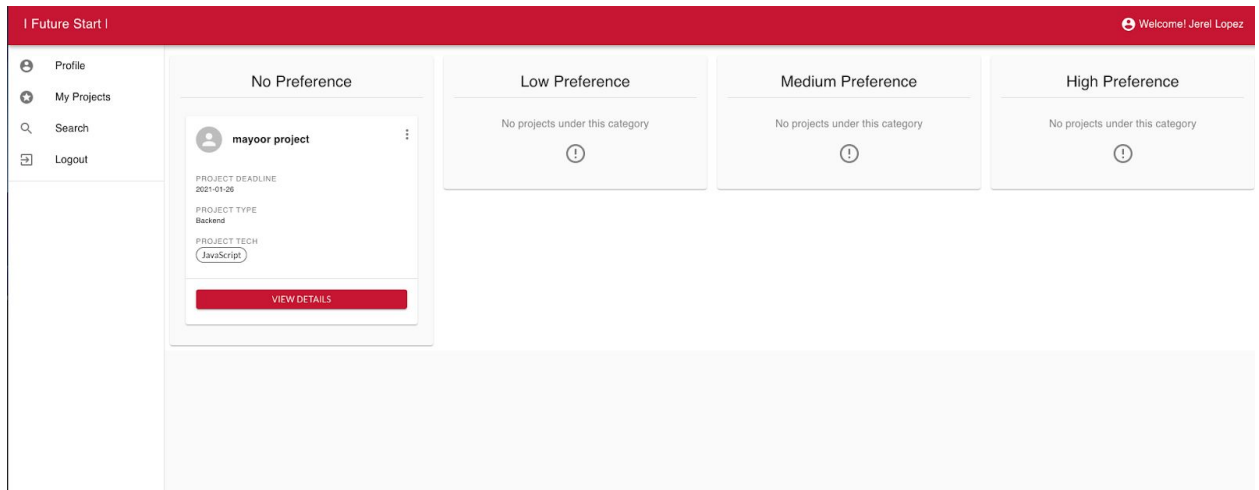 | Future Start |
Welcome! Jerel Lopez
Profile
My Projects
Search
Logout
No Preference
mayoor project
PROJECT DEADLINE
2021-01-26
PROJECT TYPE
Backend
PROJECT TECH
JavaScript
VIEW DETAILS
Low Preference
No projects under this category
Medium Preference
No projects under this category
High Preference
No projects under this category